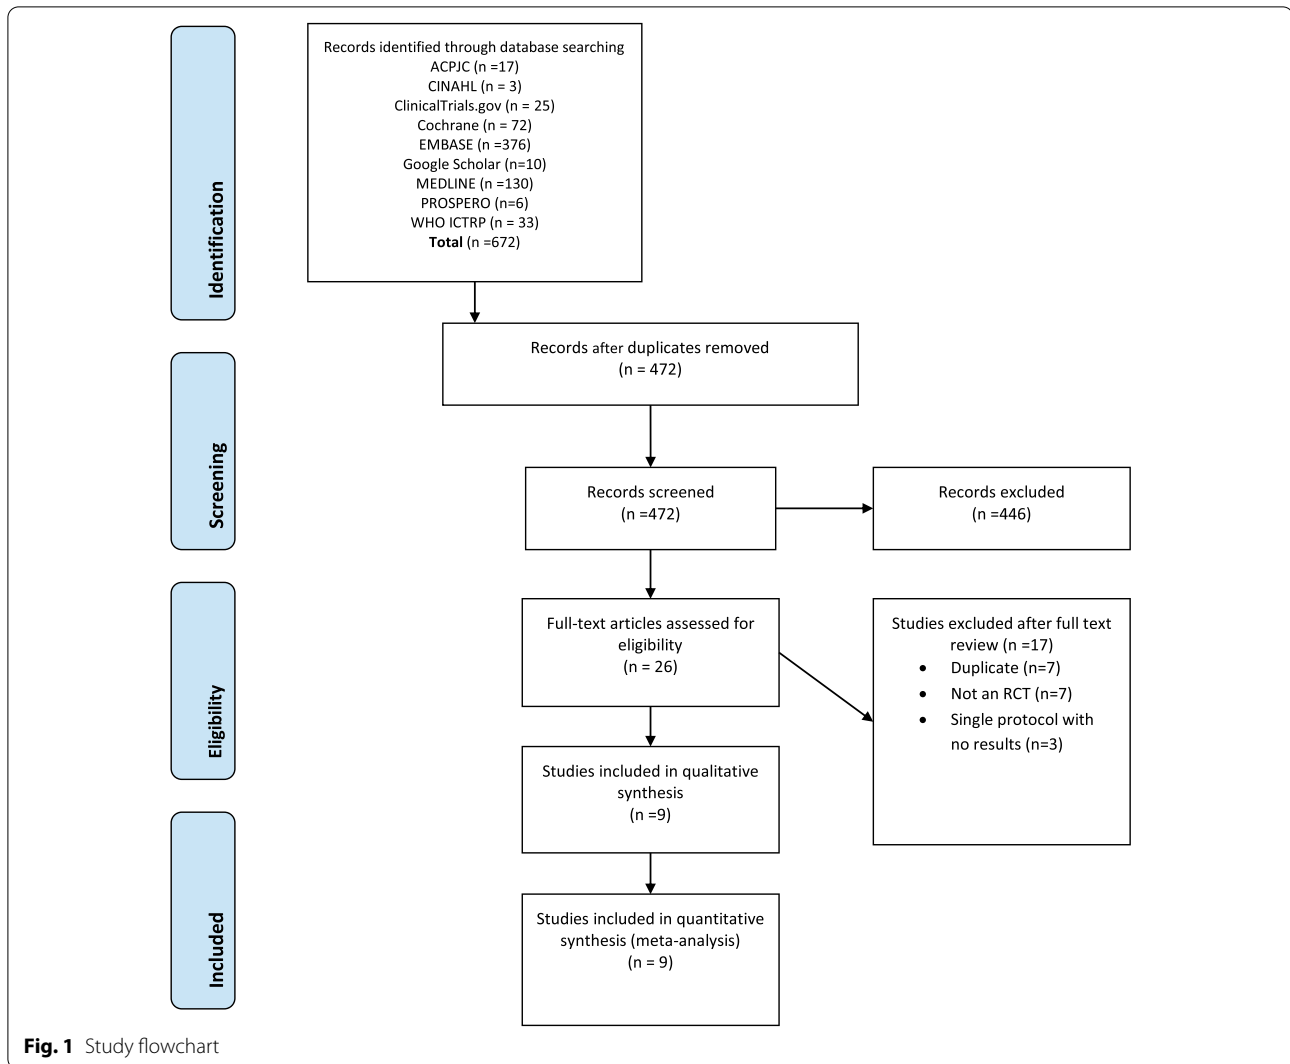 Identification
Records identified through database searching
ACPJC (n =17)
CINAHL (n = 3)
ClinicalTrials.gov (n = 25)
Cochrane (n = 72)
EMBASE (n =376)
Google Scholar (n=10)
MEDLINE (n =130)
PROSPERO (n=6)
WHO ICTRP (n = 33)
Total (n =672)
Records after duplicates removed
(n = 472)
Screening
Records screened
(n =472)
Records excluded
(n =446)
Eligibility
Full-text articles assessed for
eligibility
(n = 26)
Studies excluded after full text
review (n =17)
• Duplicate (n=7)
• Not an RCT (n=7)
• Single protocol with
no results (n=3)
Studies included in qualitative
synthesis
(n =9)
Included
Studies included in quantitative
synthesis (meta-analysis)
(n = 9)
Fig. 1 Study flowchart